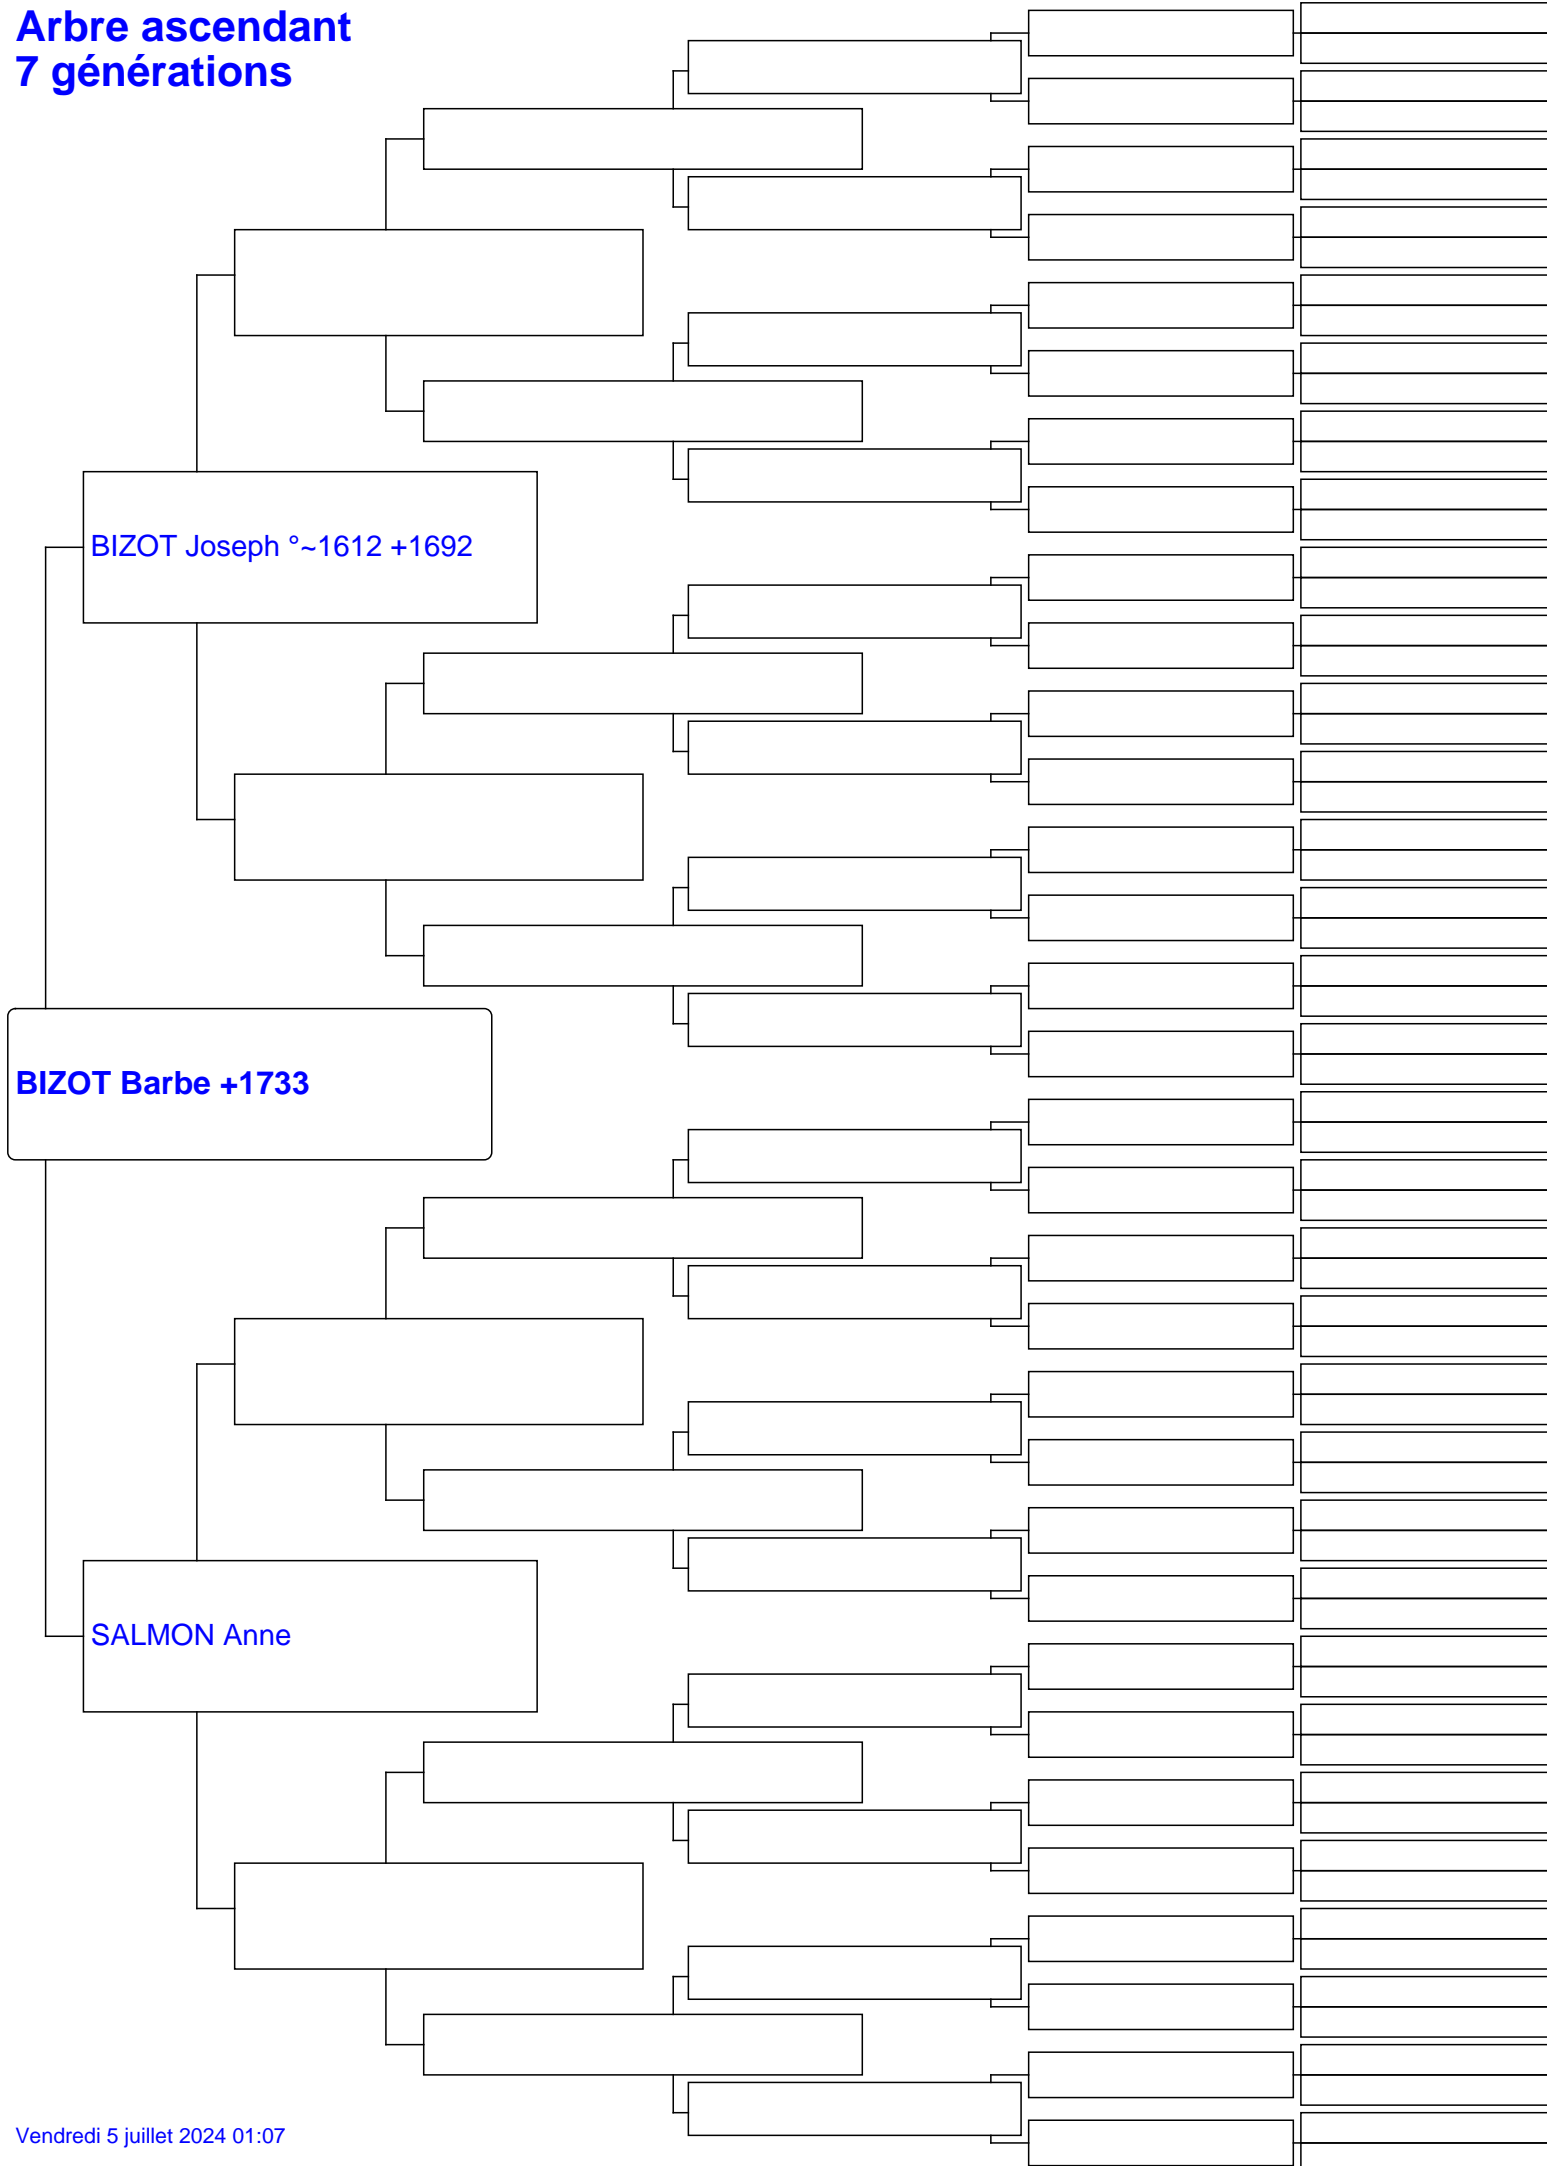 Arbre ascendant
7 générations
BIZOT Joseph °~1612 +1692
BIZOT Barbe +1733
SALMON Anne
Vendredi 5 juillet 2024 01:07